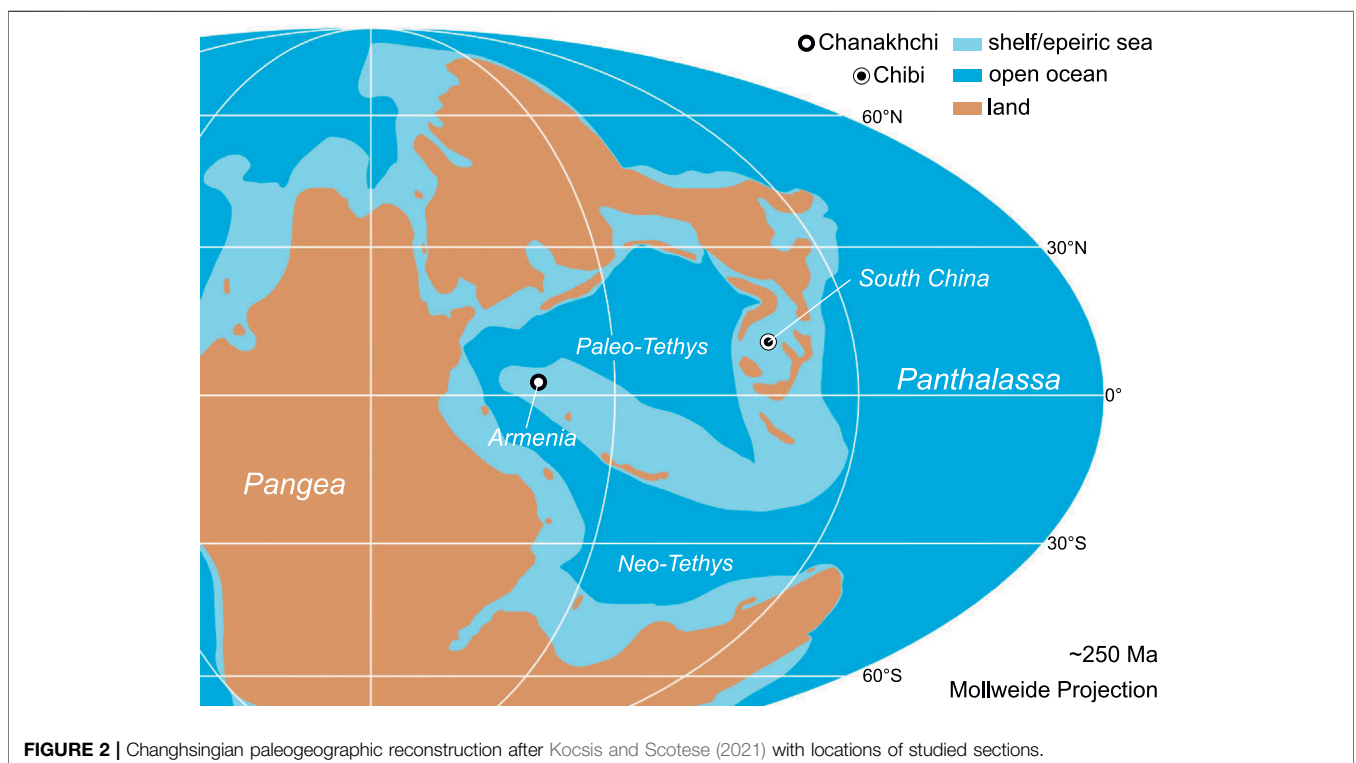 Chanakhchi
Chibi
shelf/epeiric sea
open ocean
land
60°N
30°N
South China
Paleo-Tethys
Panthalassa
0°
Armenia
Pangea
30°S
Neo-Tethys
~250 Ma
60°S
Mollweide Projection
FIGURE 2 | Changhsingian paleogeographic reconstruction after Kocsis and Scotese (2021) with locations of studied sections.